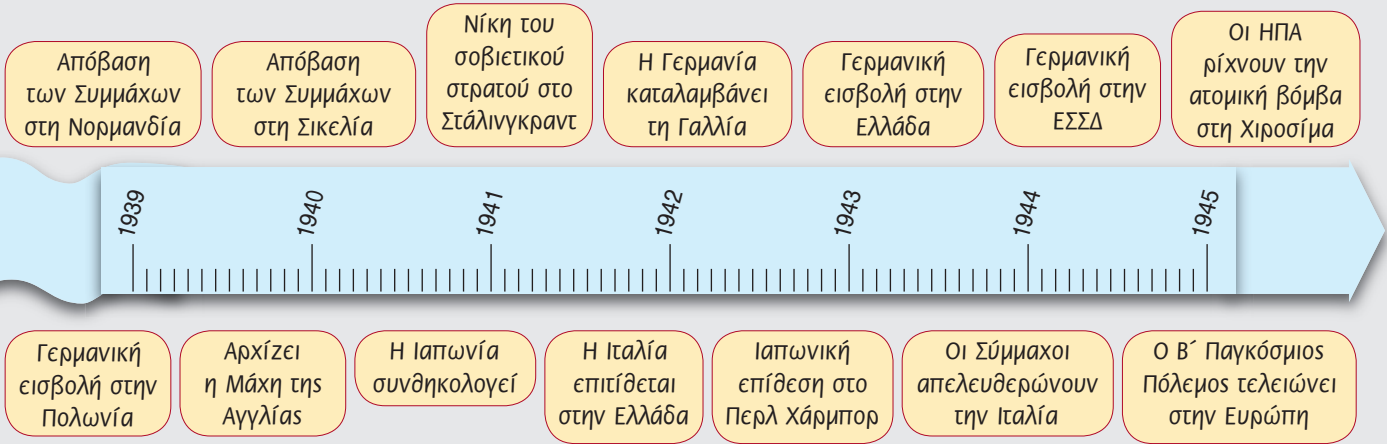 Απόβαση
των Συμμάχων
στη Νορμανδία
Απόβαση
των Συμμάχων
στη Σικελία
Νίκη του
σοβιετικού
στρατού στο
Στάλινγκραντ
Η Γερμανία
καταλαμβάνει
τη Γαλλία
Γερμανική
εισβολή στην
Ελλάδα
Γερμανική
εισβολή στην
ΕΣΣΔ
Οι ΗΠΑ
ρίχνουν την
ατομική βόμβα
στη Χιροσίμα
1939
1940
1941
1942
1943
1944
1945
Γερμανική
εισβολή στην
Πολωνία
Αρχίζει
η Μάχη της
Αγγλίας
Η Ιαπωνία
συνθηκολογεί
Η Ιταλία
επιτίθεται
στην Ελλάδα
Ιαπωνική
επίθεση στο
Περλ Χάρμπορ
Οι Σύμμαχοι
απελευθερώνουν
την Ιταλία
Ο Β΄ Παγκόσμιος
Πόλεμος τελειώνει
στην Ευρώπη